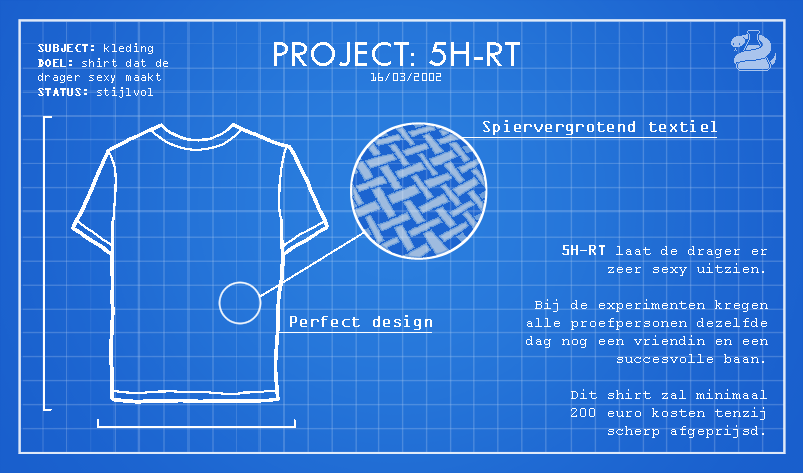 SUBJECT: kleding
DOEL: shirt dat de
drager sexy maakt
STATUS: stijlvol
PROJECT: 5H-RT
16/03/2002
Spiervergrotend textiel
Perfect design
5H-RT laat de drager er
zeer sexy uitzien.
Bij de experimenten kregen
alle proefpersonen dezelfde
dag nog een vriendin en een
succesvolle baan.
Dit shirt zal minimaal
200 euro kosten tenzij
scherp afgeprijsd.